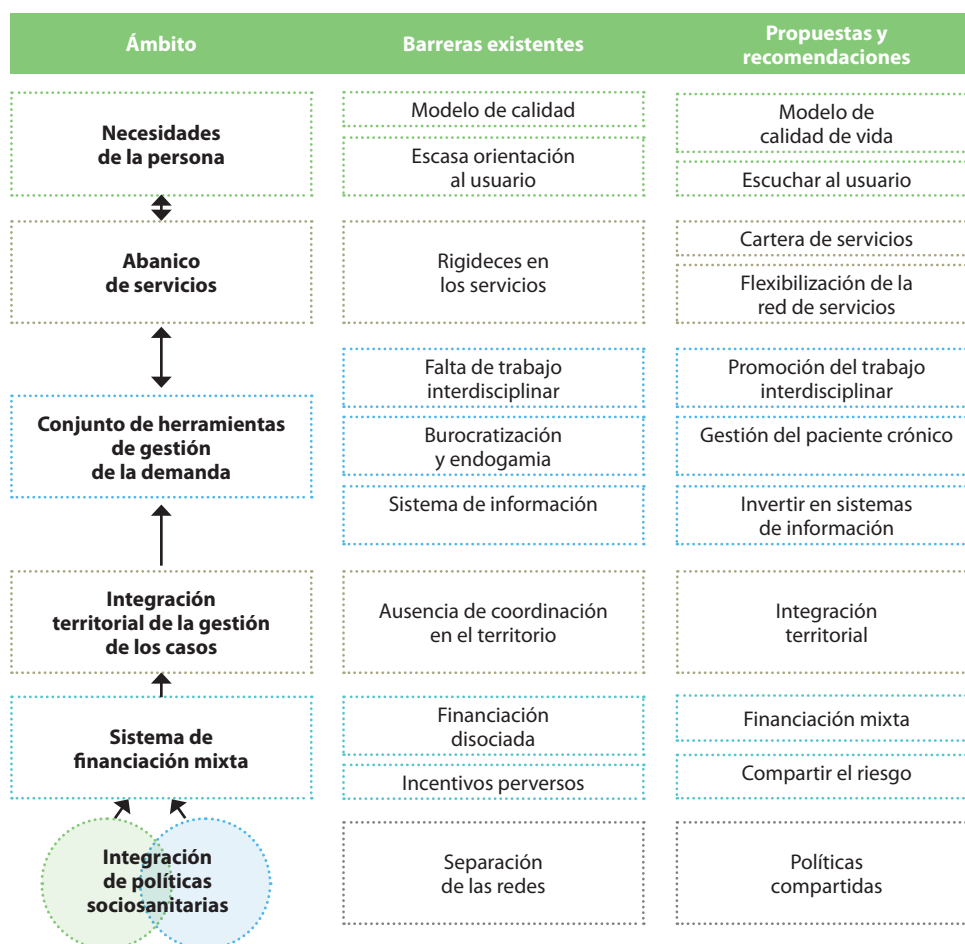 Ámbito
Barreras existentes
Propuestas y
recomendaciones
Necesidades
de la persona
Modelo de calidad
Escasa orientación
al usuario
Modelo de
calidad de vida
Escuchar al usuario
Abanico
de servicios
Rigideces en
los servicios
Cartera de servicios
Flexibilización de la
red de servicios
Conjunto de herramientas
de gestión
de la demanda
Falta de trabajo
interdisciplinar
Burocratización
y endogamia
Sistema de información
Promoción del trabajo
interdisciplinar
Gestión del paciente crónico
Invertir en sistemas
de información
Integración
territorial de la gestión
de los casos
Ausencia de coordinación
en el territorio
Integración
territorial
Sistema de
financiación mixta
Financiación
disociada
Incentivos perversos
Financiación mixta
Compartir el riesgo
Integración
de políticas
sociosanitarias
Separación
de las redes
Políticas
compartidas